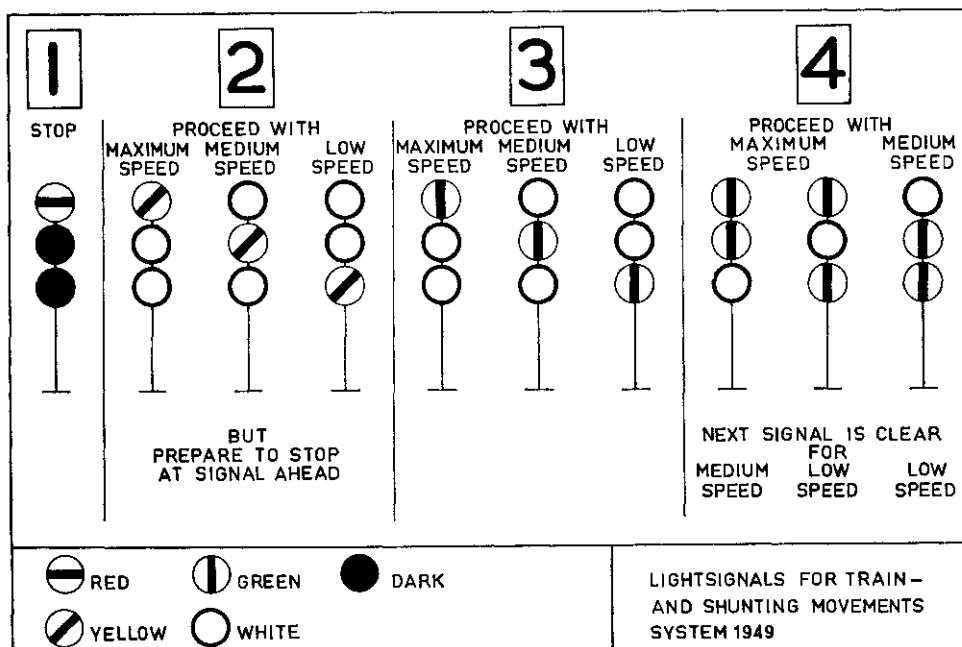 1
STOP
2
PROCEED WITH
MAXIMUM MEDIUM LOW
SPEED SPEED SPEED
BUT
PREPARE TO STOP
AT SIGNAL AHEAD
3
PROCEED WITH
MAXIMUM MEDIUM LOW
SPEED SPEED SPEED
4
PROCEED WITH
MAXIMUM MEDIUM
SPEED SPEED
NEXT SIGNAL IS CLEAR
FOR
MEDIUM LOW LOW
SPEED SPEED SPEED
RED GREEN DARK
YELLOW WHITE
LIGHTSIGNALS FOR TRAIN-
AND SHUNTING MOVEMENTS
SYSTEM 1949